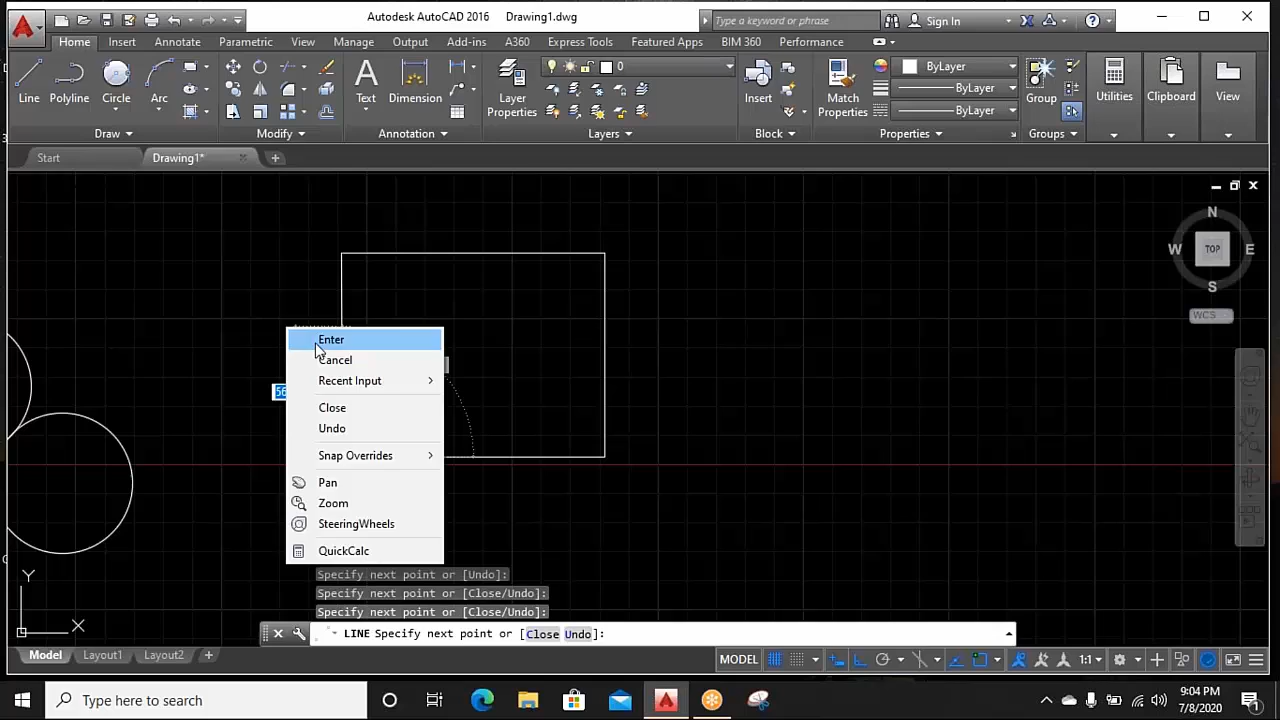 Autodesk AutoCAD 2016 Drawing1.dwg
Type a keyword or phrase
Sign In
Home Insert Annotate Parametric View Manage Output Add-ins A360 Express Tools Featured Apps BIM 360 Performance
Line Polyline Circle Arc
Text Dimension
Layer Properties
0
Insert
Match Properties
ByLayer
ByLayer
ByLayer
Group
Utilities
Clipboard
View
Draw Modify Annotation Layers Block Properties Groups
Start Drawing1*
N
W TOP E
S
WCS
Enter
Cancel
Recent Input
Close
Undo
Snap Overrides
Pan
Zoom
SteeringWheels
QuickCalc
Y
X
Specify next point or [Undo]:
Specify next point or [Close/Undo]:
Specify next point or [Close/Undo]:
LINE Specify next point or [Close Undo]:
Model Layout1 Layout2
MODEL
1:1
Type here to search
9:04 PM
7/8/2020
1